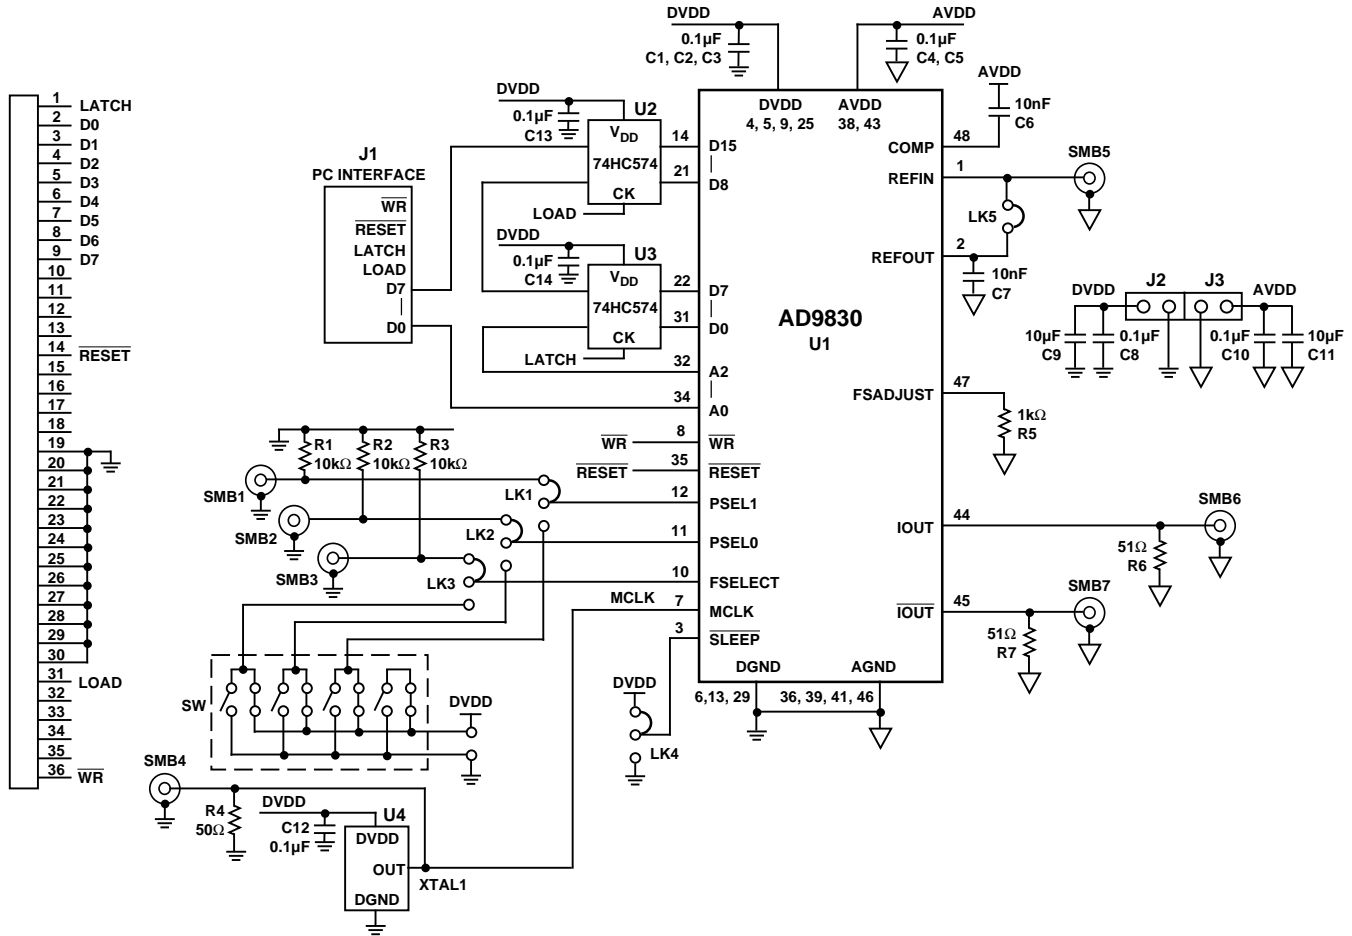 1 LATCH
2 D0
3 D1
4 D2
5 D3
6 D4
7 D5
8 D6
9 D7
10
11
12
13
14 RESET
15
16
17
18
19
20
21
22
23
24
25
26
27
28
29
30
31 LOAD
32
33
34
35
36 WR
J1
PC INTERFACE
WR
RESET
LATCH
LOAD
D7
D0
DVDD
0.1µF
C1, C2, C3
AVDD
0.1µF
C4, C5
DVDD
0.1µF
C13
U2
VDD
74HC574
CK
LOAD
DVDD
0.1µF
C14
U3
VDD
74HC574
CK
LATCH
14
21
22
31
32
34
8
35
12
11
10
7
3
WR
RESET
MCLK
DVDD
4, 5, 9, 25
AVDD
38, 43
D15
D8
D7
D0
A2
A0
WR
RESET
PSEL1
PSEL0
FSELECT
MCLK
SLEEP
AD9830
U1
COMP
REFIN
REFOUT
FSADJUST
IOUT
IOUT
DGND
AGND
6,13, 29
36, 39, 41, 46
AVDD
10nF
C6
48
1
SMB5
LK5
2
10nF
C7
DVDD
J2
J3
AVDD
10µF
C9
0.1µF
C8
0.1µF
C10
10µF
C11
47
1kΩ
R5
44
SMB6
51Ω
R6
45
SMB7
51Ω
R7
R1
10kΩ
R2
10kΩ
R3
10kΩ
SMB1
SMB2
SMB3
LK1
LK2
LK3
SW
DVDD
DVDD
LK4
SMB4
R4
50Ω
DVDD
C12
0.1µF
U4
DVDD
OUT
DGND
XTAL1